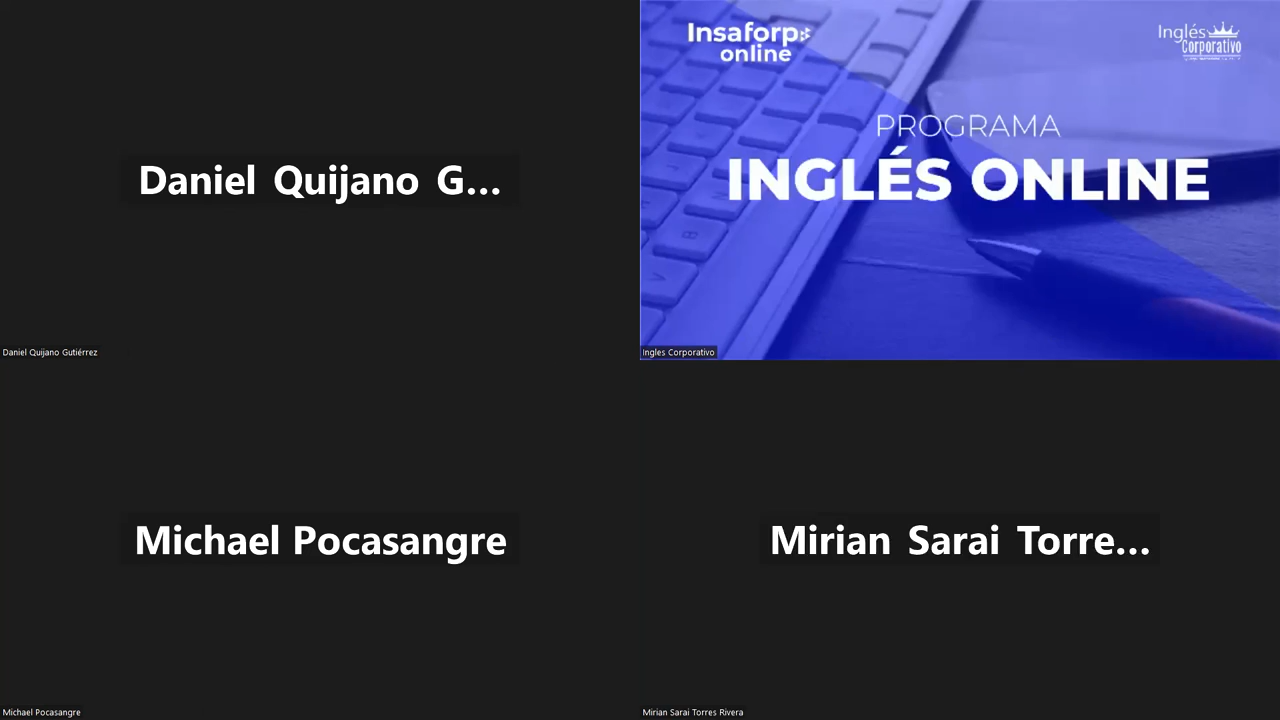 Daniel Quijano G...
Daniel Quijano Gutiérrez
Insaforp
online
Inglés
Corporativo
PROGRAMA
INGLÉS ONLINE
Ingles Corporativo
Michael Pocasangre
Michael Pocasangre
Mirian Sarai Torre...
Mirian Sarai Torres Rivera